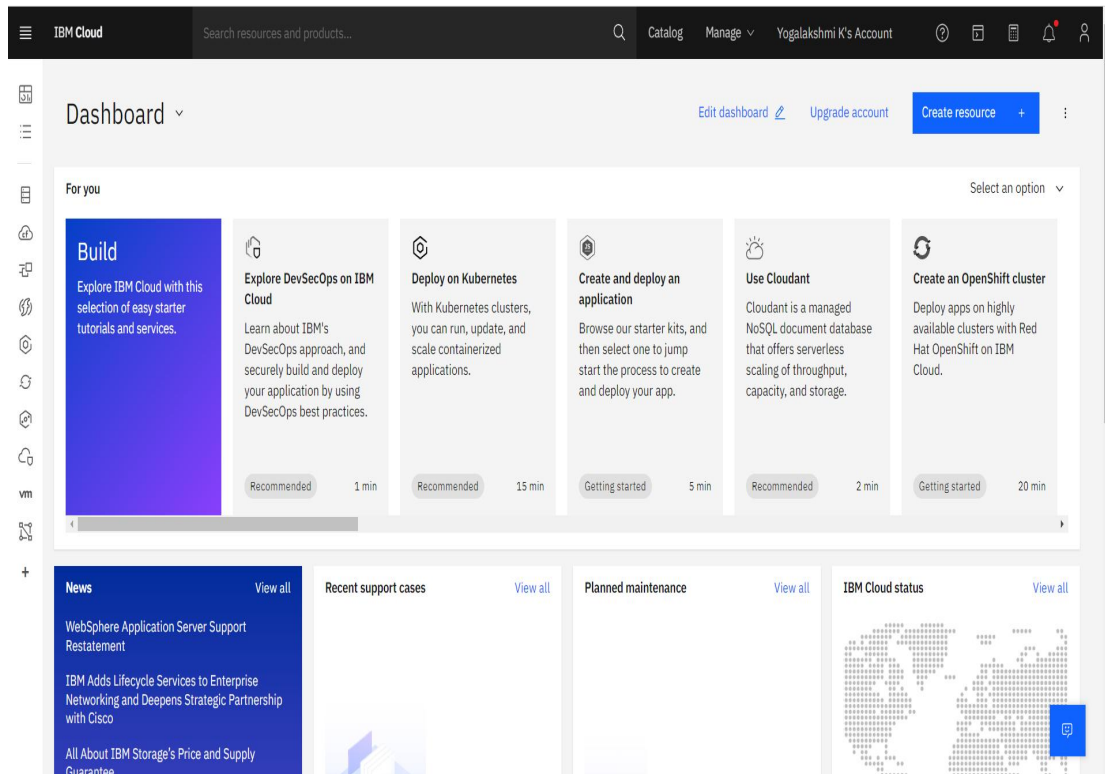 IBM Cloud
Search resources and products...
Catalog
Manage
Yogalakshmi K's Account
Dashboard
Edit dashboard
Upgrade account
Create resource +
For you
Select an option
Build
Explore IBM Cloud with this
selection of easy starter
tutorials and services.
Explore DevSecOps on IBM
Cloud
Learn about IBM's
DevSecOps approach, and
securely build and deploy
your application by using
DevSecOps best practices.
Recommended
1 min
Deploy on Kubernetes
With Kubernetes clusters,
you can run, update, and
scale containerized
applications.
Recommended
15 min
Create and deploy an
application
Browse our starter kits, and
then select one to jump
start the process to create
and deploy your app.
Getting started
5 min
Use Cloudant
Cloudant is a managed
NoSQL document database
that offers serverless
scaling of throughput,
capacity, and storage.
Recommended
2 min
Create an OpenShift cluster
Deploy apps on highly
available clusters with Red
Hat OpenShift on IBM
Cloud.
Getting started
20 min
vm
News
View all
WebSphere Application Server Support
Restatement
IBM Adds Lifecycle Services to Enterprise
Networking and Deepens Strategic Partnership
with Cisco
All About IBM Storage's Price and Supply
Guarantee
Recent support cases
View all
Planned maintenance
View all
IBM Cloud status
View all